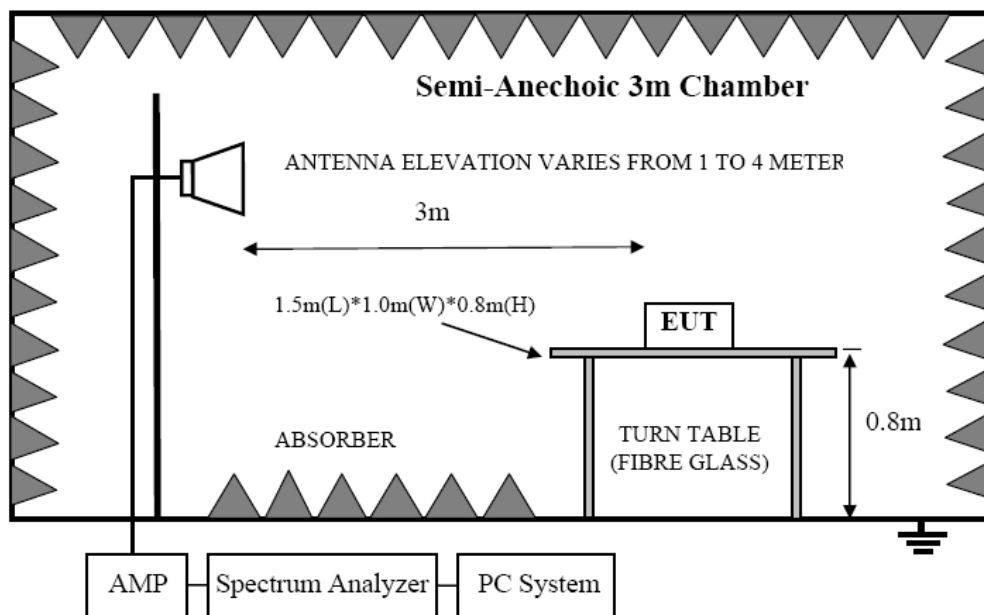 Semi-Anechoic 3m Chamber
ANTENNA ELEVATION VARIES FROM 1 TO 4 METER
3m
1.5m(L)*1.0m(W)*0.8m(H)
EUT
0.8m
ABSORBER
TURN TABLE
(FIBRE GLASS)
AMP
Spectrum Analyzer
PC System